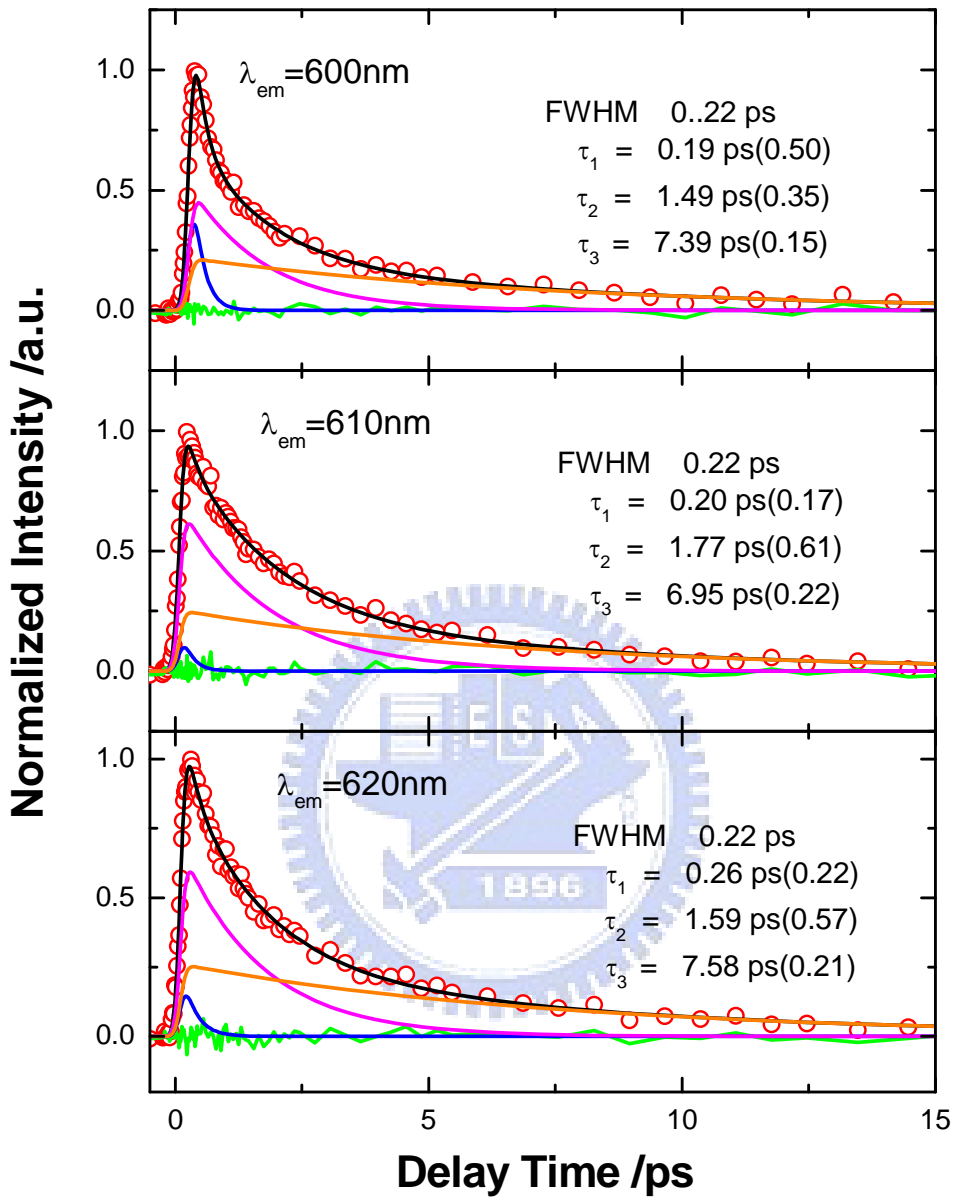 Normalized Intensity /a.u.
1.0
0.5
0.0
λem=600nm
FWHM 0..22 ps
τ1 = 0.19 ps(0.50)
τ2 = 1.49 ps(0.35)
τ3 = 7.39 ps(0.15)
1.0
0.5
0.0
λem=610nm
FWHM 0.22 ps
τ1 = 0.20 ps(0.17)
τ2 = 1.77 ps(0.61)
τ3 = 6.95 ps(0.22)
1.0
0.5
0.0
λem=620nm
FWHM 0.22 ps
τ1 = 0.26 ps(0.22)
τ2 = 1.59 ps(0.57)
τ3 = 7.58 ps(0.21)
ES
1896
0 5 10 15
Delay Time /ps